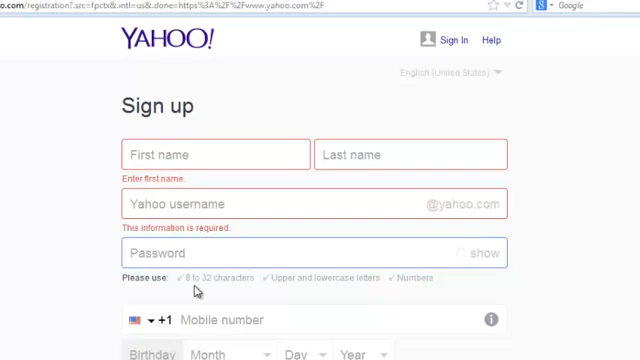 o.com/registration?.src=fpctx&.intl=us&.done=https%3A%2F%2Fwww.yahoo.com%2F
Google
YAHOO!
Sign In Help
English (United States)
Sign up
First name Last name
Enter first name.
Yahoo username @yahoo.com
This information is required.
Password show
Please use: ✓ 8 to 32 characters ✓ Upper and lowercase letters ✓ Numbers
+1 Mobile number
Birthday Month Day Year